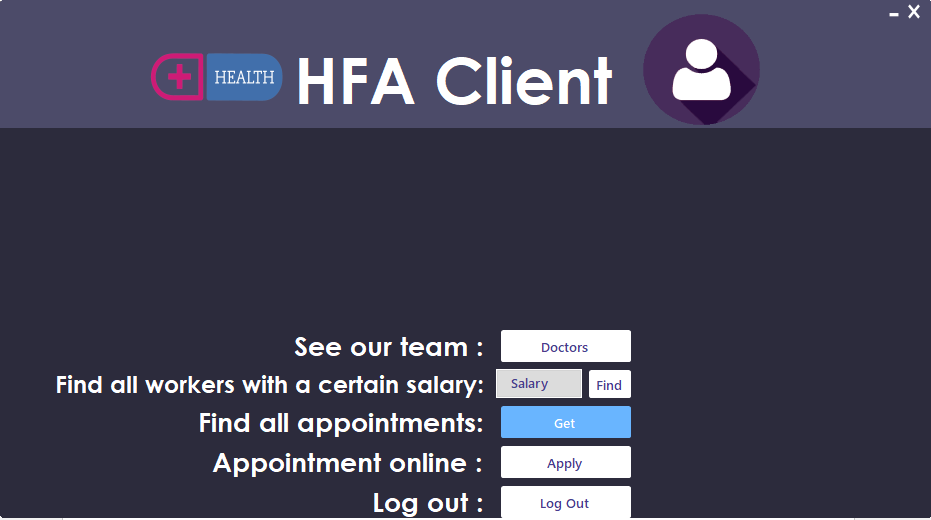 HEALTH HFA Client
See our team : Doctors
Find all workers with a certain salary: Salary Find
Find all appointments: Get
Appointment online : Apply
Log out : Log Out